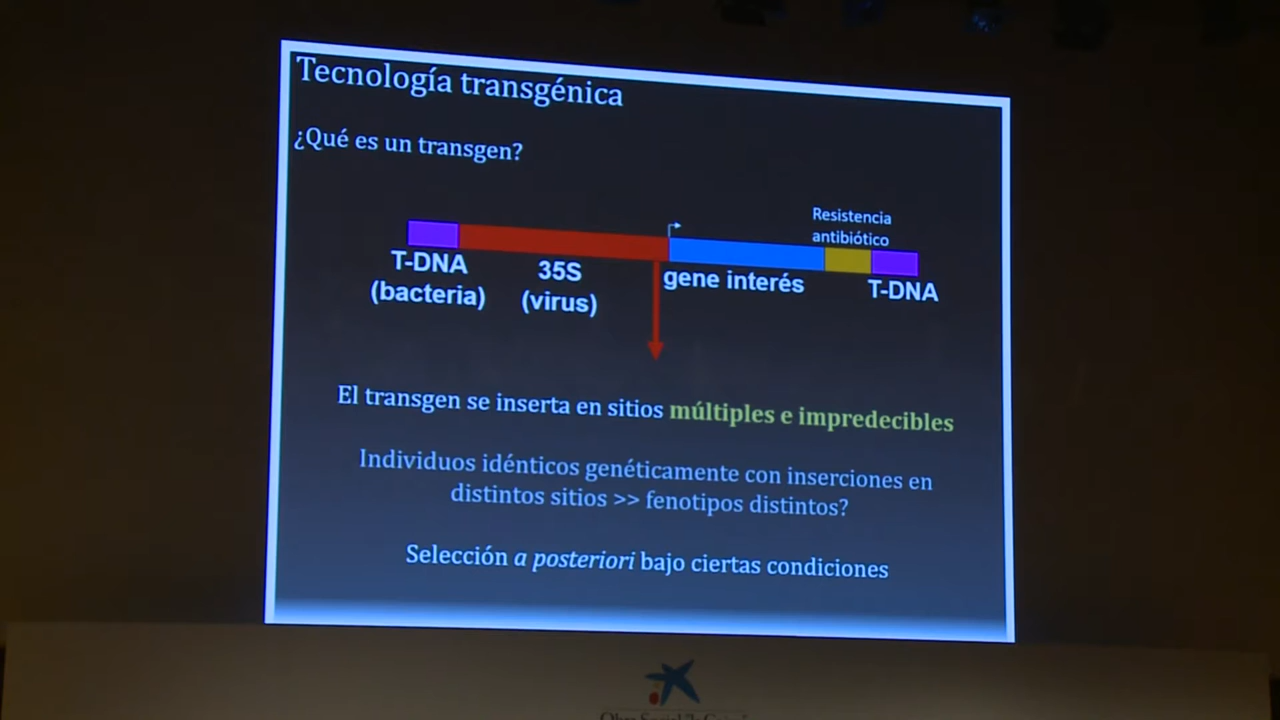 Tecnología transgénica
¿Qué es un transgen?
Resistencia
antibiótico
T-DNA
(bacteria)
35S
(virus)
gene interés
T-DNA
El transgen se inserta en sitios múltiples e impredecibles
Individuos idénticos genéticamente con inserciones en
distintos sitios >> fenotipos distintos?
Selección a posteriori bajo ciertas condiciones